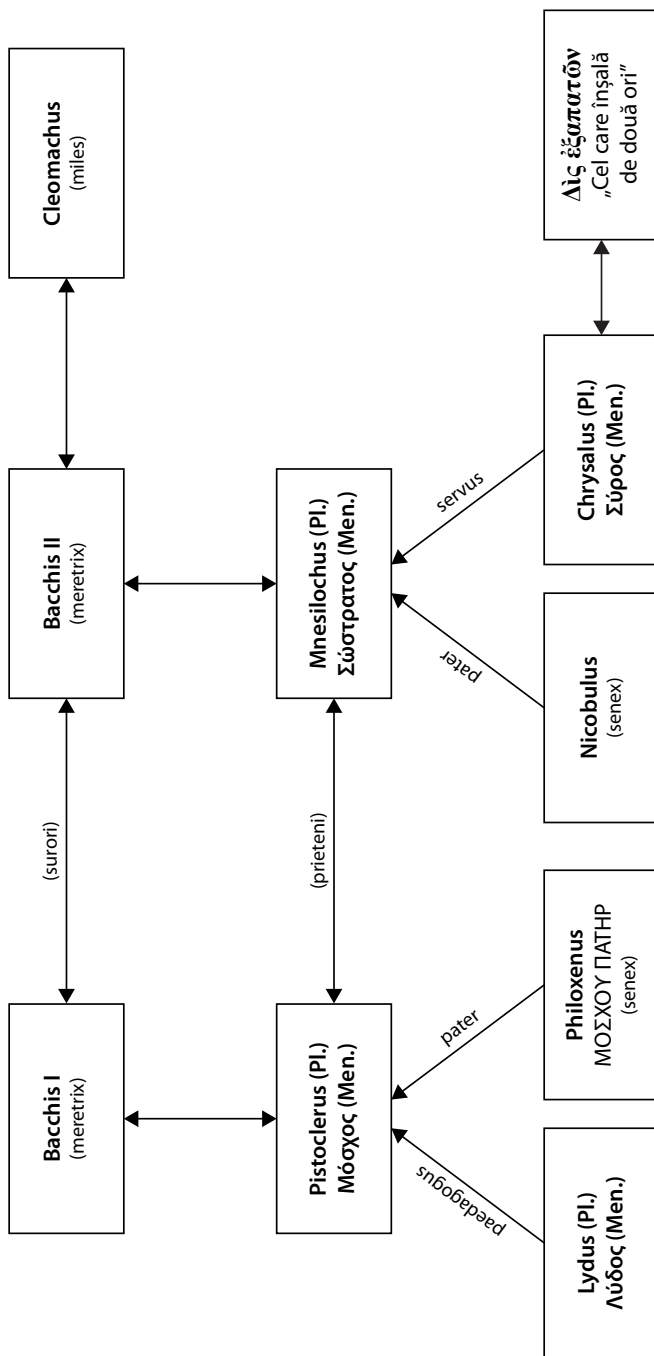 Bacchis I
(meretrix)
(surori)
Bacchis II
(meretrix)
Cleomachus
(miles)
Pistoclerus (Pl.)
Μόσχος (Men.)
(prieteni)
Mnesilochus (Pl.)
Σώστρατος (Men.)
paedagogus
pater
pater
servus
Lydus (Pl.)
Λύδος (Men.)
Philoxenus
ΜΟΣΧΟΥ ΠΑΤΗΡ
(senex)
Nicobulus
(senex)
Chrysalus (Pl.)
Σύρος (Men.)
Δὶς ἐξαπατῶν
„Cel care înșală
de două ori”